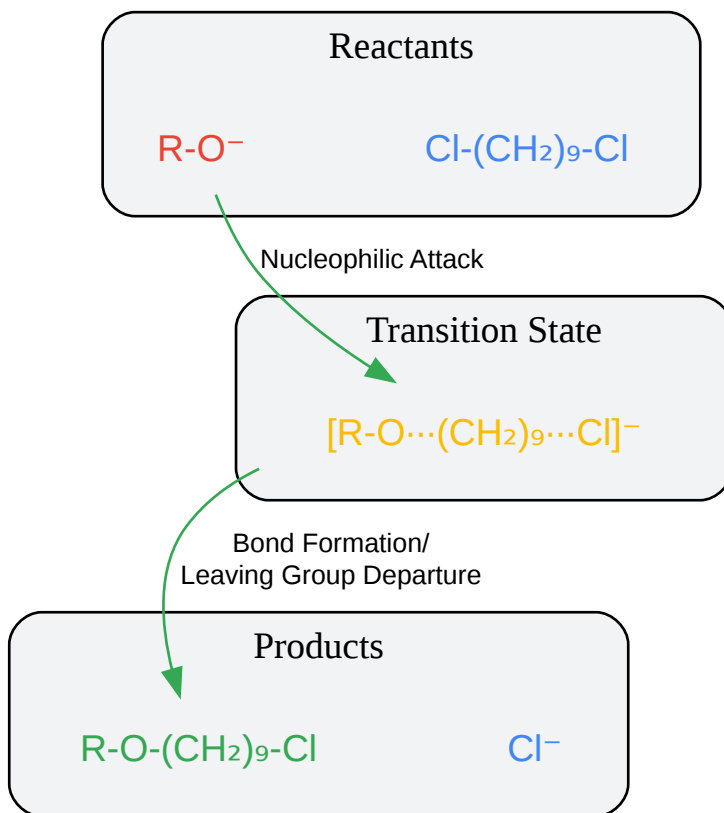 Reactants
R-O⁻ Cl-(CH₂)₉-Cl
Nucleophilic Attack
Transition State
[R-O···(CH₂)₉···Cl]⁻
Bond Formation/
Leaving Group Departure
Products
R-O-(CH₂)₉-Cl Cl⁻